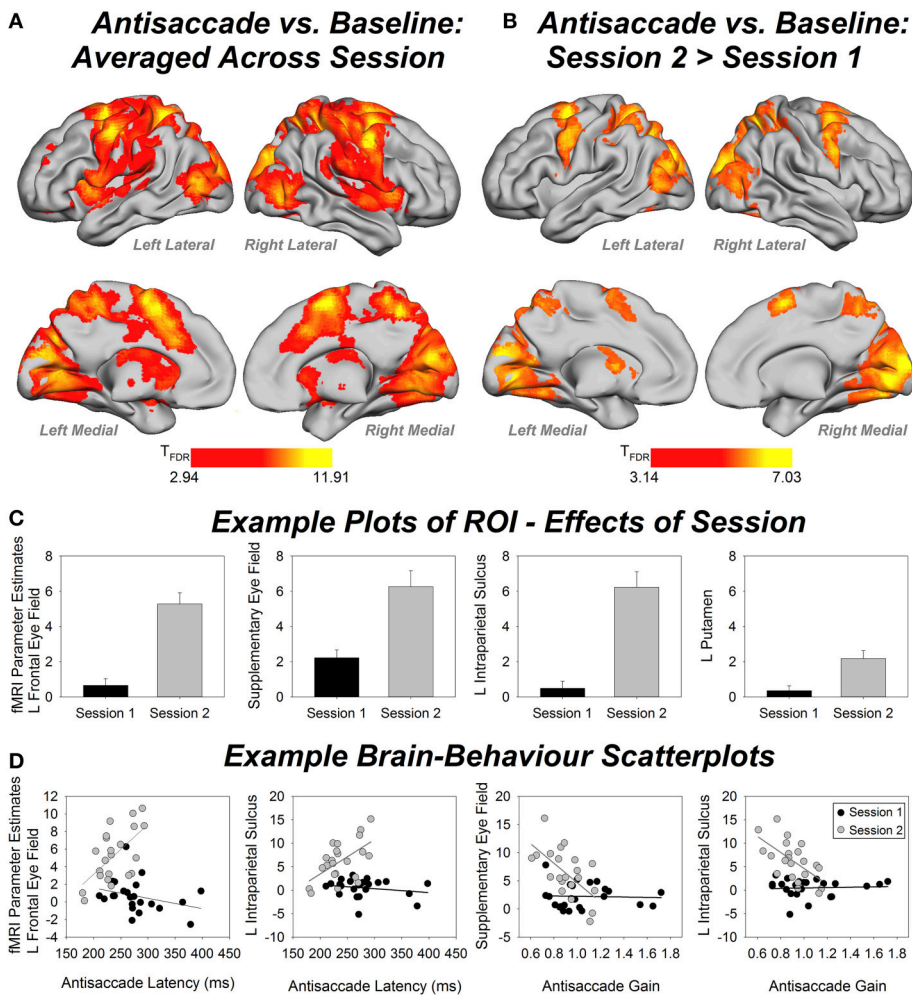 A
Antisaccade vs. Baseline:
Averaged Across Session
B
Antisaccade vs. Baseline:
Session 2 > Session 1
Left Lateral
Right Lateral
Left Lateral
Right Lateral
Left Medial
Right Medial
Left Medial
Right Medial
TFDR
2.94
11.91
TFDR
3.14
7.03
C
Example Plots of ROI - Effects of Session
fMRI Parameter Estimates
L Frontal Eye Field
8
6
4
2
0
Session 1
Session 2
Supplementary Eye Field
8
6
4
2
0
Session 1
Session 2
L Intraparietal Sulcus
8
6
4
2
0
Session 1
Session 2
L Putamen
8
6
4
2
0
Session 1
Session 2
D
Example Brain-Behaviour Scatterplots
fMRI Parameter Estimates
L Frontal Eye Field
12
10
8
6
4
2
0
-2
-4
150 200 250 300 350 400 450
Antisaccade Latency (ms)
L Intraparietal Sulcus
20
15
10
5
0
-5
-10
150 200 250 300 350 400 450
Antisaccade Latency (ms)
Supplementary Eye Field
20
15
10
5
0
-5
0.6 0.8 1.0 1.2 1.4 1.6 1.8
Antisaccade Gain
L Intraparietal Sulcus
20
15
10
5
0
-5
-10
0.6 0.8 1.0 1.2 1.4 1.6 1.8
Antisaccade Gain
Session 1
Session 2